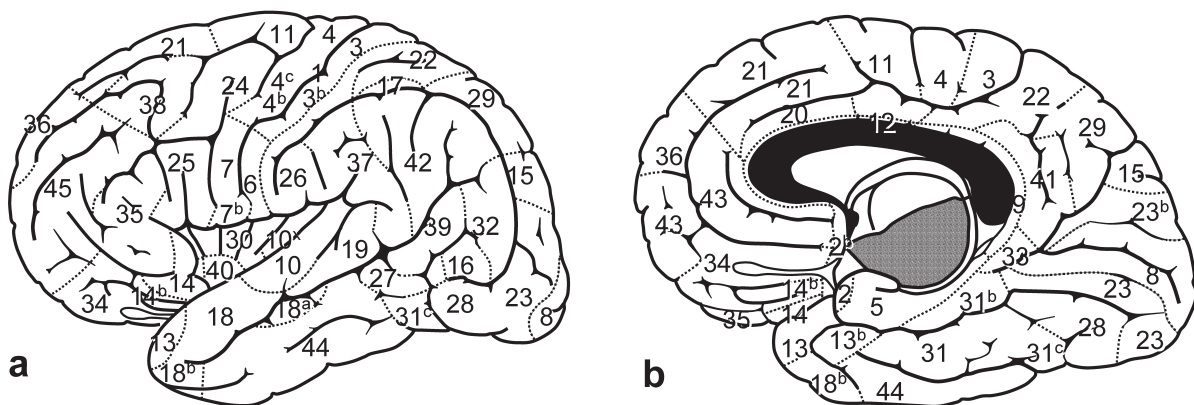 21 11 4 3 22
38 24 4c 4b 1 3b 17 29
36
45 25 7 6 26 37 42 15
35 7b 30 10x 19 39 32
40 10 27 16
34 14b 14 18 18a 31c 28 23 8
13 18b 44
a
21 21 11 4 3 22
20 12 29
36 43 41 15
43 9 23b
34 2b 33 8
35 14b 14 2 5 31b 23
13 13b 31 31c 28 23
18b 44
b